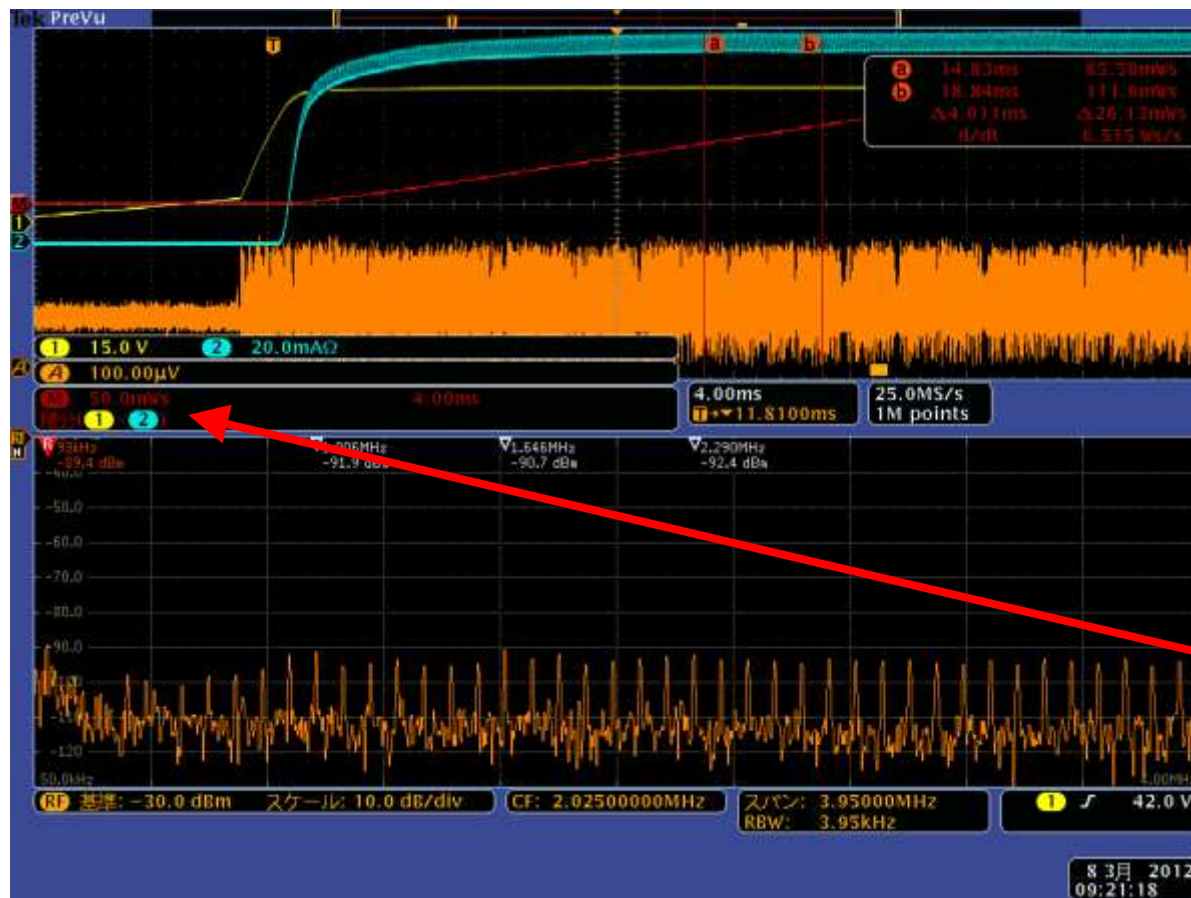 Tek PreVu
T
a b
a 14.83ms 85.50mWs
b 18.84ms 111.6mWs
△4.011ms △26.13mWs
d/dt 6.515 Ws/s
M
1
2
1 15.0 V 2 20.0mAΩ
A 100.00µV
M 50.0mWs 4.00ms
1 2
4.00ms
T→▼11.8100ms
25.0MS/s
1M points
R
-89.4 dBm
-91.9 dBm
1.646MHz
-90.7 dBm
2.290MHz
-92.4 dBm
-40.0
-50.0
-60.0
-70.0
-80.0
-90.0
-120
50.0kHz
RF 基準: -30.0 dBm スケール: 10.0 dB/div
CF: 2.02500000MHz
スパン: 3.95000MHz
RBW: 3.95kHz
1 42.0 V
8 3月 2012
09:21:18